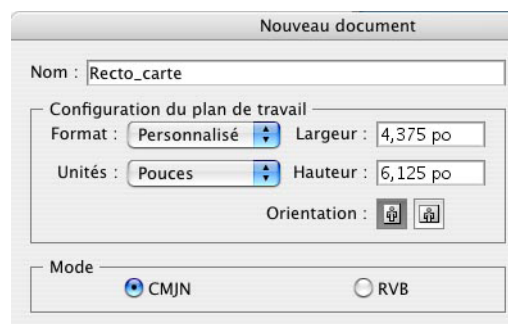 Nouveau document
Nom : Recto_carte
Configuration du plan de travail
Format : Personnalisé Largeur : 4,375 po
Unités : Pouces Hauteur : 6,125 po
Orientation :
Mode
CMJN RVB